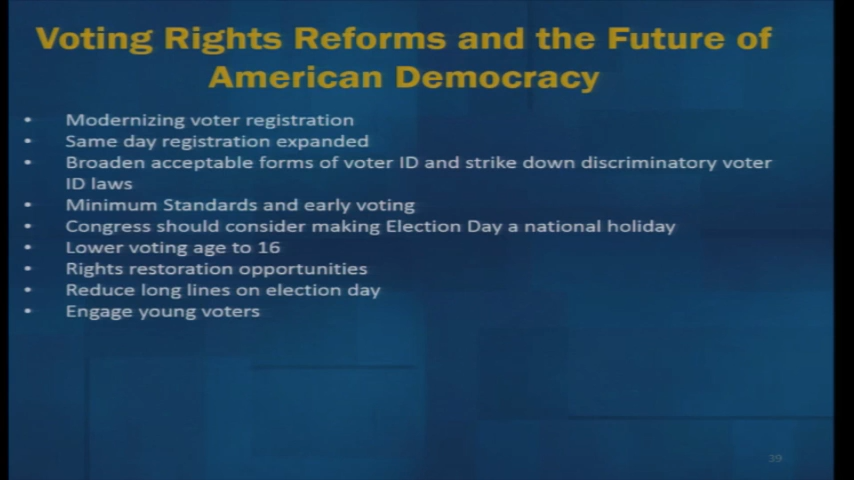 Voting Rights Reforms and the Future of
American Democracy
• Modernizing voter registration
• Same day registration expanded
• Broaden acceptable forms of voter ID and strike down discriminatory voter
ID laws
• Minimum Standards and early voting
• Congress should consider making Election Day a national holiday
• Lower voting age to 16
• Rights restoration opportunities
• Reduce long lines on election day
• Engage young voters
39